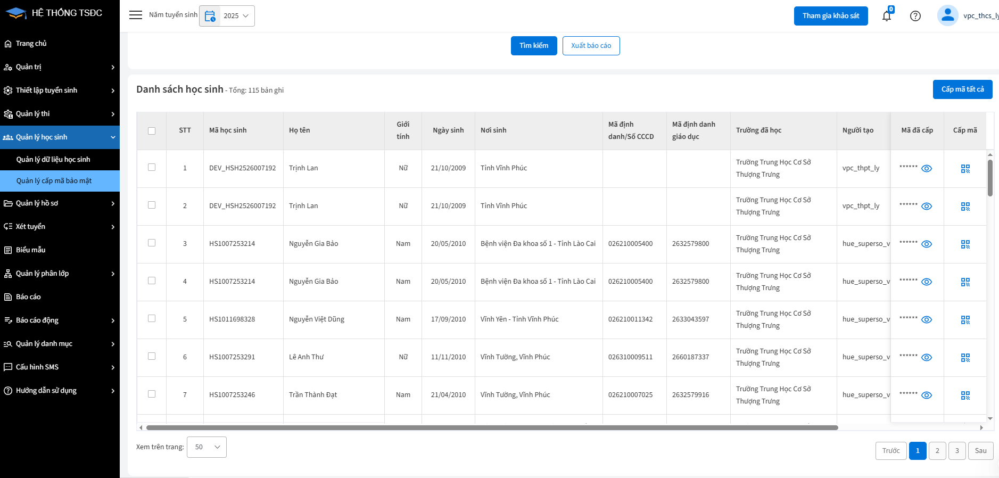 HỆ THỐNG TSĐC
Năm tuyển sinh 2025
Tham gia khảo sát
0
vpc_thcs_ly
Trang chủ
Quản trị
Thiết lập tuyển sinh
Quản lý thi
Quản lý học sinh
Quản lý dữ liệu học sinh
Quản lý cấp mã bảo mật
Quản lý hồ sơ
Xét tuyển
Biểu mẫu
Quản lý phân lớp
Báo cáo
Báo cáo động
Quản lý danh mục
Cấu hình SMS
Hướng dẫn sử dụng
Tìm kiếm Xuất báo cáo
Danh sách học sinh - Tổng: 115 bản ghi
Cấp mã tất cả
STT Mã học sinh Họ tên Giới tính Ngày sinh Nơi sinh Mã định danh/Số CCCD Mã định danh giáo dục Trường đã học Người tạo Mã đã cấp Cấp mã
1 DEV_HSH2526007192 Trịnh Lan Nữ 21/10/2009 Tỉnh Vĩnh Phúc Trường Trung Học Cơ Sở Thượng Trưng vpc_thpt_ly ******
2 DEV_HSH2526007192 Trịnh Lan Nữ 21/10/2009 Tỉnh Vĩnh Phúc Trường Trung Học Cơ Sở Thượng Trưng vpc_thpt_ly ******
3 HS1007253214 Nguyễn Gia Bảo Nam 20/05/2010 Bệnh viện Đa khoa số 1 - Tỉnh Lào Cai 026210005400 2632579800 Trường Trung Học Cơ Sở Thượng Trưng hue_superso_v ******
4 HS1007253214 Nguyễn Gia Bảo Nam 20/05/2010 Bệnh viện Đa khoa số 1 - Tỉnh Lào Cai 026210005400 2632579800 Trường Trung Học Cơ Sở Thượng Trưng hue_superso_v ******
5 HS1011698328 Nguyễn Việt Dũng Nam 17/09/2010 Vĩnh Yên - Tỉnh Vĩnh Phúc 026210011342 2633043597 Trường Trung Học Cơ Sở Thượng Trưng hue_superso_v ******
6 HS1007253291 Lê Anh Thư Nữ 11/11/2010 Vĩnh Tường, Vĩnh Phúc 026310009511 2660187337 Trường Trung Học Cơ Sở Thượng Trưng hue_superso_v ******
7 HS1007253246 Trần Thành Đạt Nam 21/04/2010 Vĩnh Tường, Vĩnh Phúc 026210007025 2632579916 Trường Trung Học Cơ Sở Thượng Trưng hue_superso_v ******
Xem trên trang: 50
Trước 1 2 3 Sau